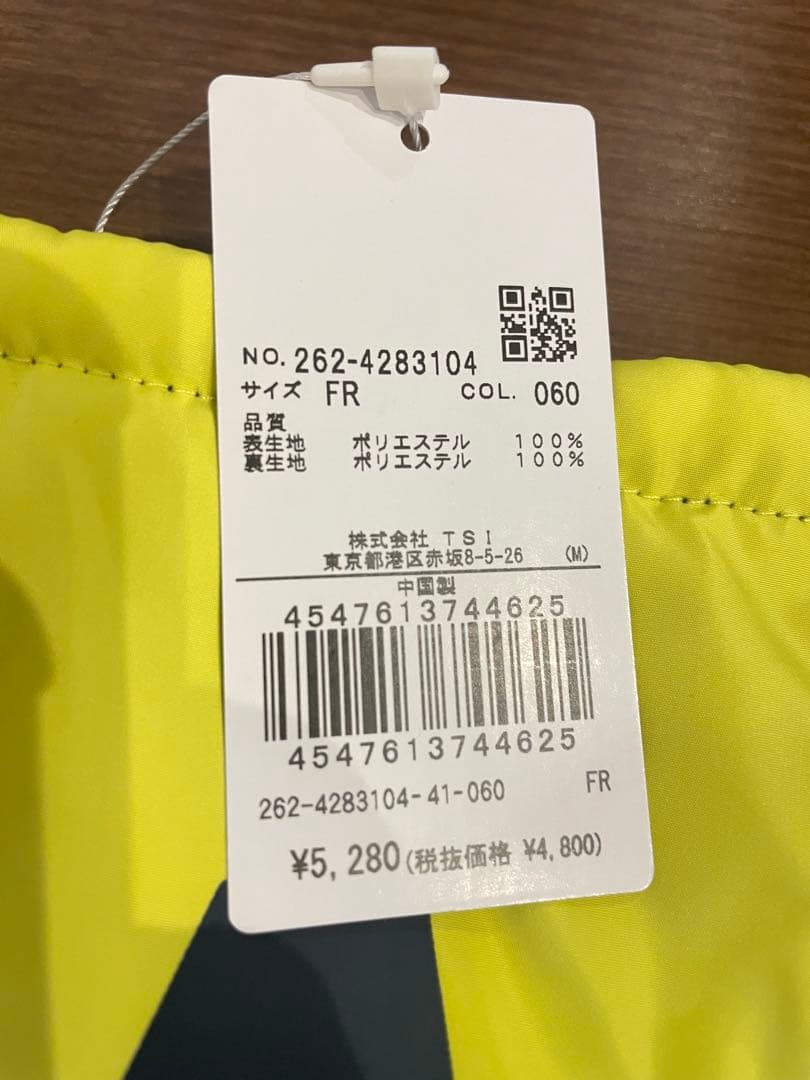 NO. 262-4283104
サイズ FR COL. 060
品質
表生地 ポリエステル 100%
裏生地 ポリエステル 100%
株式会社 TSI
東京都港区赤坂8-5-26 (M)
中国製
4547613744625
4547613744625
262-4283104-41-060 FR
¥5,280(税抜価格 ¥4,800)